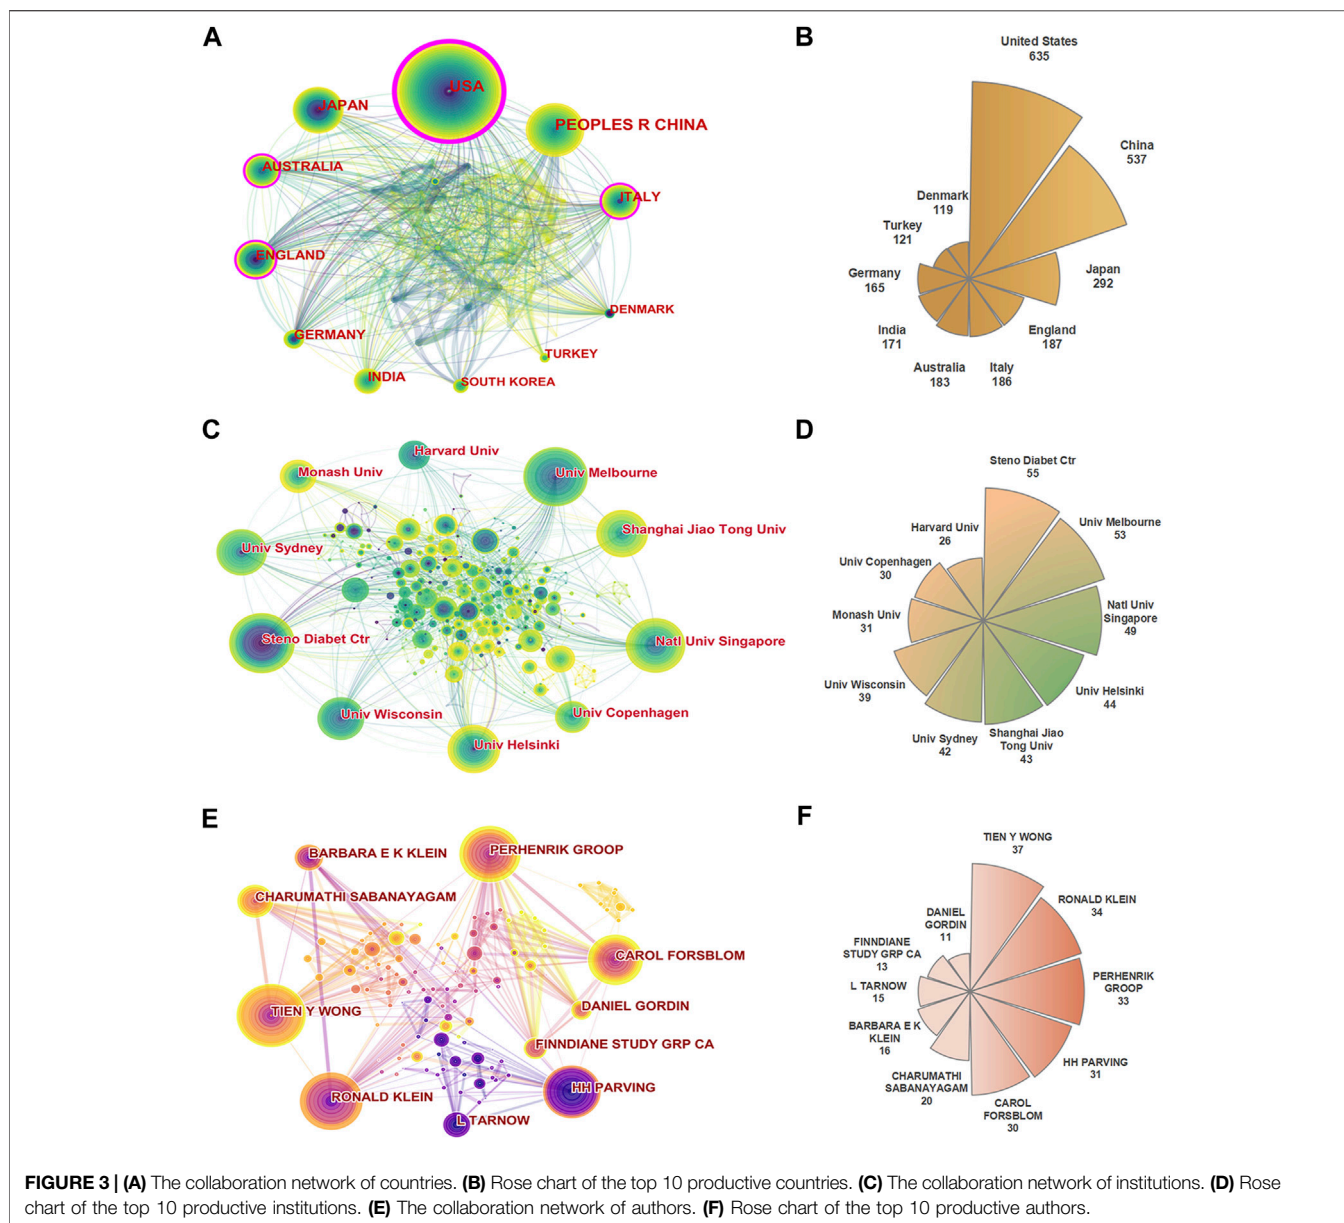 A
USA
JAPAN
PEOPLES R CHINA
AUSTRALIA
ITALY
ENGLAND
DENMARK
GERMANY
TURKEY
INDIA
SOUTH KOREA
B
United States
635
China
537
Denmark
119
Turkey
121
Germany
165
Japan
292
India
171
England
187
Australia
183
Italy
186
C
Harvard Univ
Monash Univ
Univ Melbourne
Shanghai Jiao Tong Univ
Univ Sydney
Steno Diabet Ctr
Natl Univ Singapore
Univ Wisconsin
Univ Copenhagen
Univ Helsinki
D
Steno Diabet Ctr
55
Harvard Univ
26
Univ Melbourne
53
Univ Copenhagen
30
Monash Univ
31
Natl Univ
Singapore
49
Univ Wisconsin
39
Univ Helsinki
44
Univ Sydney
42
Shanghai Jiao
Tong Univ
43
E
BARBARA E K KLEIN
PERHENRIK GROOP
CHARUMATHI SABANAYAGAM
CAROL FORSBLOM
TIEN Y WONG
DANIEL GORDIN
FINNDIANE STUDY GRP CA
RONALD KLEIN
HH PARVING
L TARNOW
F
TIEN Y WONG
37
RONALD KLEIN
34
DANIEL
GORDIN
11
FINNDIANE
STUDY GRP CA
13
L TARNOW
15
PERHENRIK
GROOP
33
BARBARA E K
KLEIN
16
HH PARVING
31
CHARUMATHI
SABANAYAGAM
20
CAROL
FORSBLOM
30
FIGURE 3 | (A) The collaboration network of countries. (B) Rose chart of the top 10 productive countries. (C) The collaboration network of institutions. (D) Rose
chart of the top 10 productive institutions. (E) The collaboration network of authors. (F) Rose chart of the top 10 productive authors.